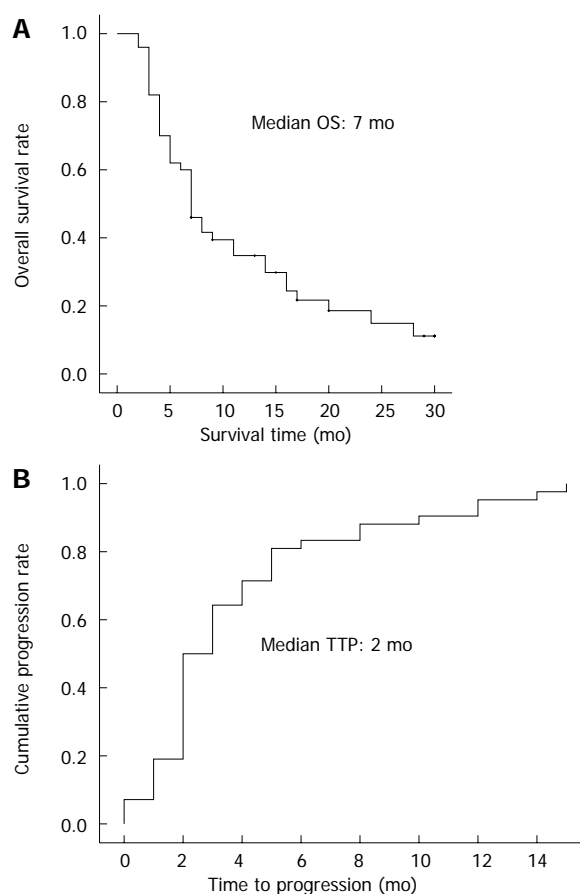 A
1.0
0.8
0.6
0.4
0.2
0.0
Overall survival rate
Median OS: 7 mo
0 5 10 15 20 25 30
Survival time (mo)
B
1.0
0.8
0.6
0.4
0.2
0.0
Cumulative progression rate
Median TTP: 2 mo
0 2 4 6 8 10 12 14
Time to progression (mo)